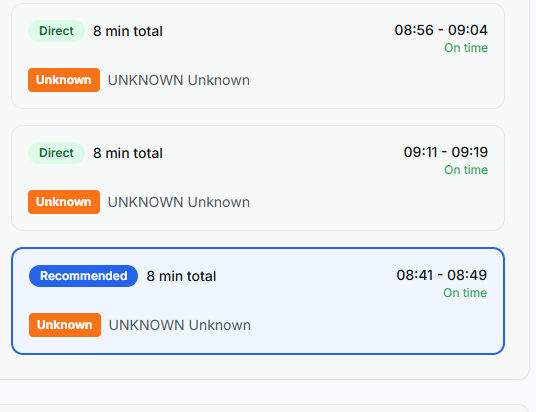 Direct 8 min total 08:56 - 09:04
On time
Unknown UNKNOWN Unknown
Direct 8 min total 09:11 - 09:19
On time
Unknown UNKNOWN Unknown
Recommended 8 min total 08:41 - 08:49
On time
Unknown UNKNOWN Unknown